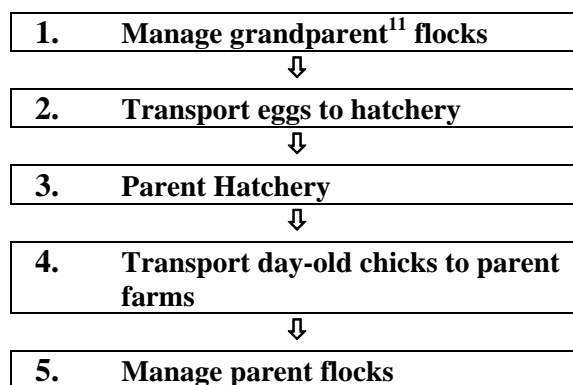 1. Manage grandparent11 flocks
⇩
2. Transport eggs to hatchery
⇩
3. Parent Hatchery
⇩
4. Transport day-old chicks to parent
farms
⇩
5. Manage parent flocks